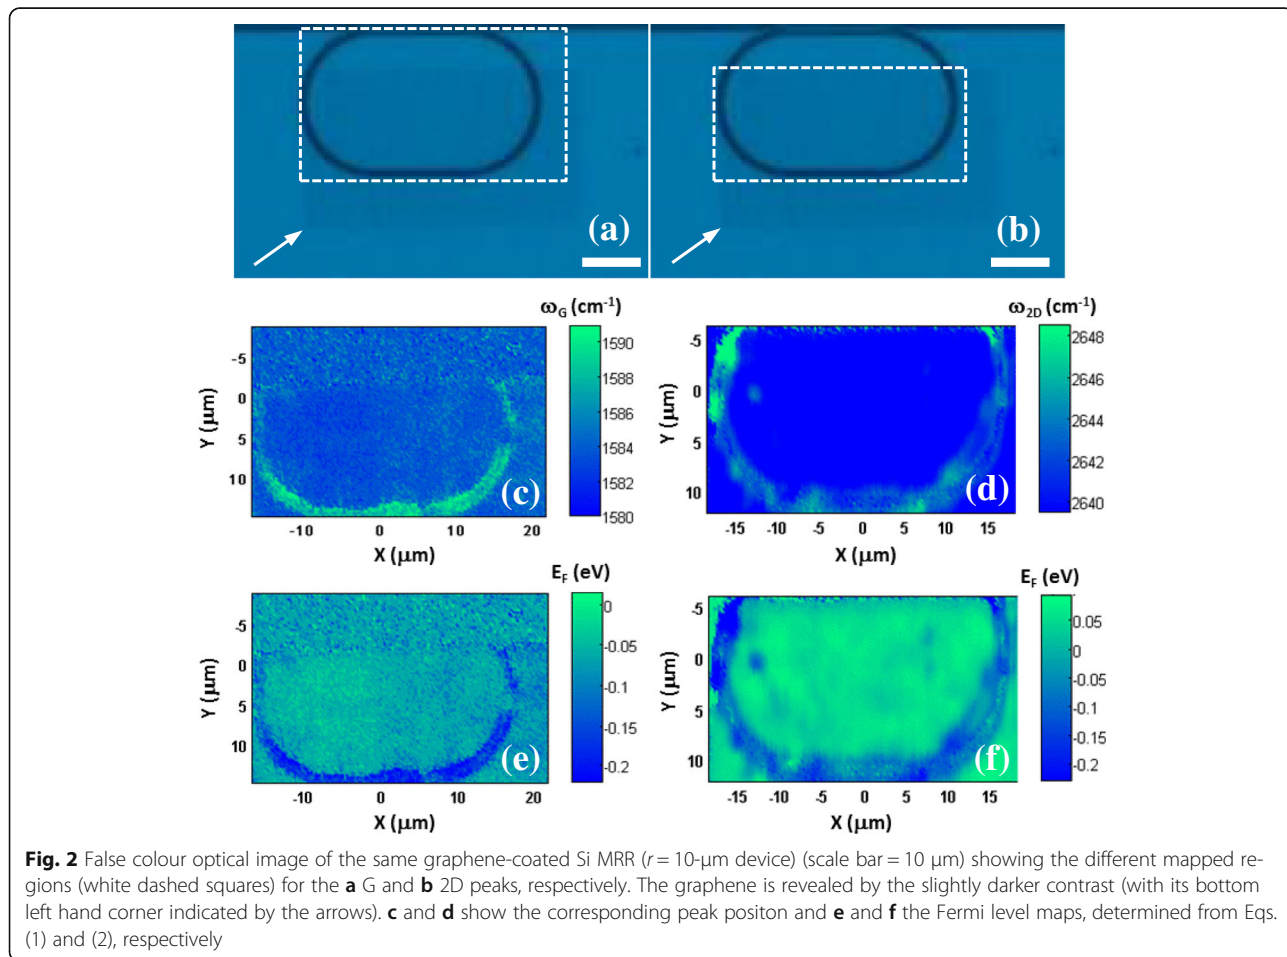 (a)
(b)
ω_G (cm⁻¹)
1590
1588
1586
1584
1582
1580
-5
0
5
10
Y (μm)
-10
0
10
20
X (μm)
(c)
ω_2D (cm⁻¹)
2648
2646
2644
2642
2640
-5
0
5
10
Y (μm)
-15
-10
-5
0
5
10
15
X (μm)
(d)
E_F (eV)
0
-0.05
-0.1
-0.15
-0.2
-5
0
5
10
Y (μm)
-10
0
10
20
X (μm)
(e)
E_F (eV)
0.05
0
-0.05
-0.1
-0.15
-0.2
-5
0
5
10
Y (μm)
-15
-10
-5
0
5
10
15
X (μm)
(f)
Fig. 2 False colour optical image of the same graphene-coated Si MRR (r = 10-μm device) (scale bar = 10 μm) showing the different mapped re-
gions (white dashed squares) for the a G and b 2D peaks, respectively. The graphene is revealed by the slightly darker contrast (with its bottom
left hand corner indicated by the arrows). c and d show the corresponding peak positon and e and f the Fermi level maps, determined from Eqs.
(1) and (2), respectively